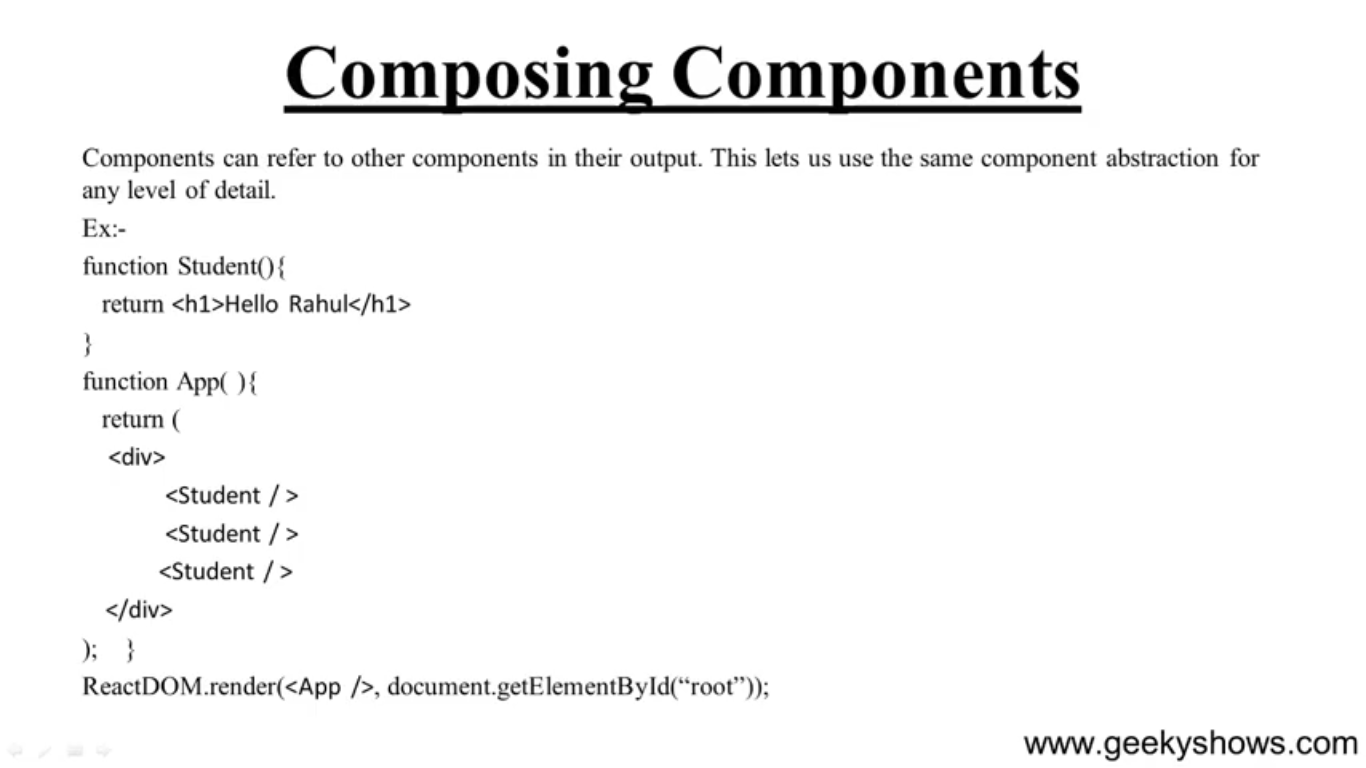 Composing Components
Components can refer to other components in their output. This lets us use the same component abstraction for
any level of detail.
Ex:-
function Student(){
return <h1>Hello Rahul</h1>
}
function App( ){
return (
<div>
<Student / >
<Student / >
<Student / >
</div>
);    }
ReactDOM.render(<App />, document.getElementById(“root”));
www.geekyshows.com